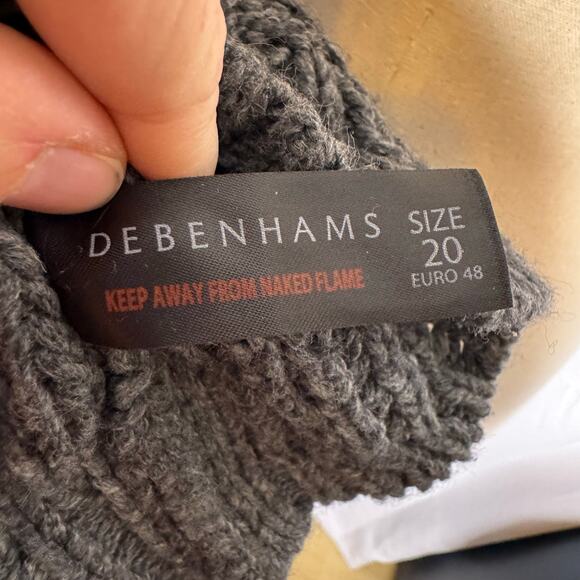 DEBENHAMS
KEEP AWAY FROM NAKED FLAME
SIZE
20
EURO 48